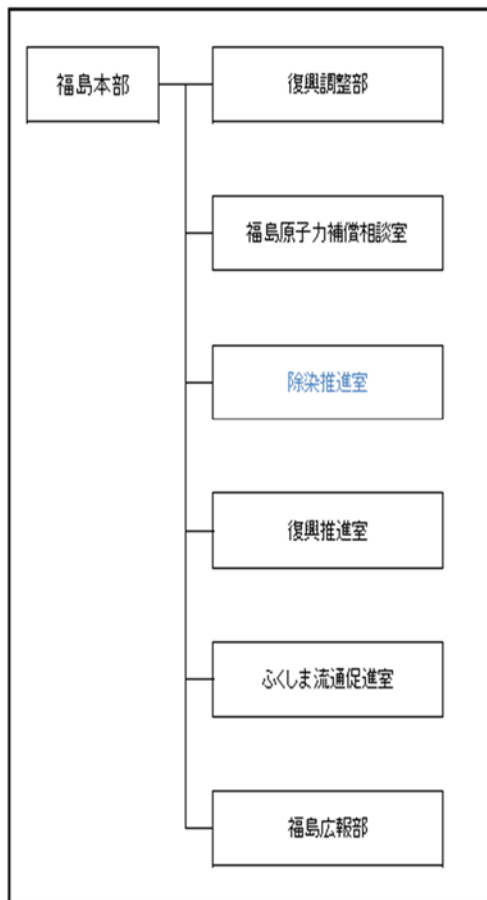 福島本部
復興調整部
福島原子力補償相談室
除染推進室
復興推進室
ふくしま流通促進室
福島広報部